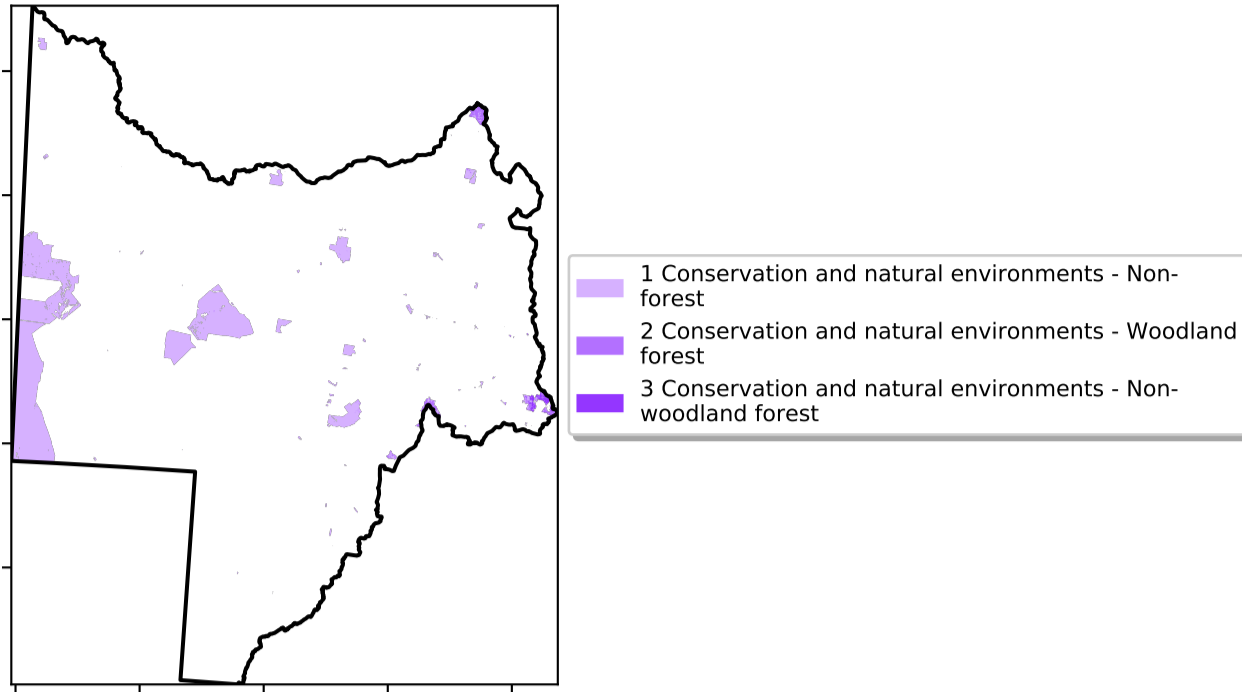 1 Conservation and natural environments - Non-
forest
2 Conservation and natural environments - Woodland
forest
3 Conservation and natural environments - Non-
woodland forest